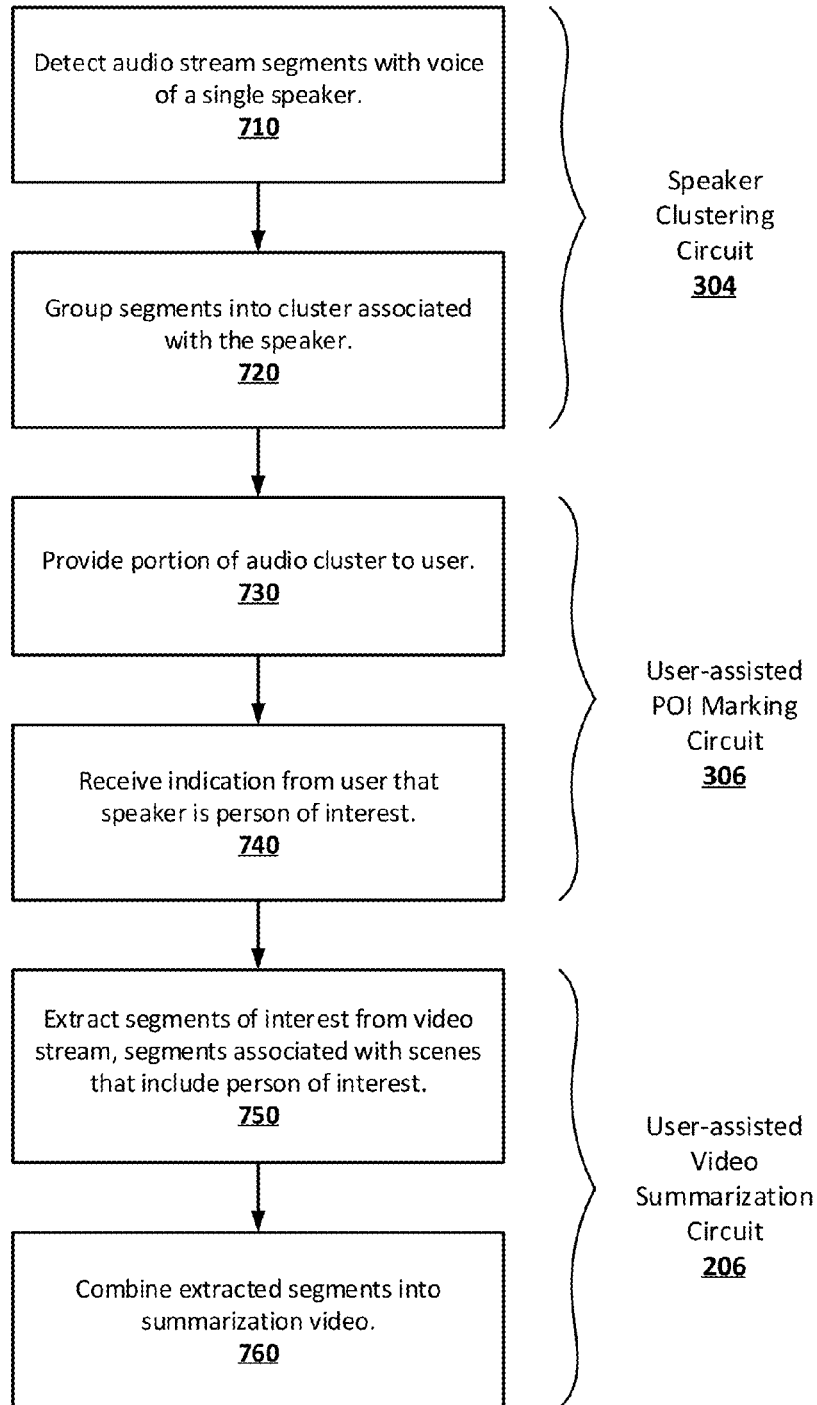 Detect audio stream segments with voice
of a single speaker.
710
Group segments into cluster associated
with the speaker.
720
Speaker
Clustering
Circuit
304
Provide portion of audio cluster to user.
730
Receive indication from user that
speaker is person of interest.
740
User-assisted
POI Marking
Circuit
306
Extract segments of interest from video
stream, segments associated with scenes
that include person of interest.
750
Combine extracted segments into
summarization video.
760
User-assisted
Video
Summarization
Circuit
206